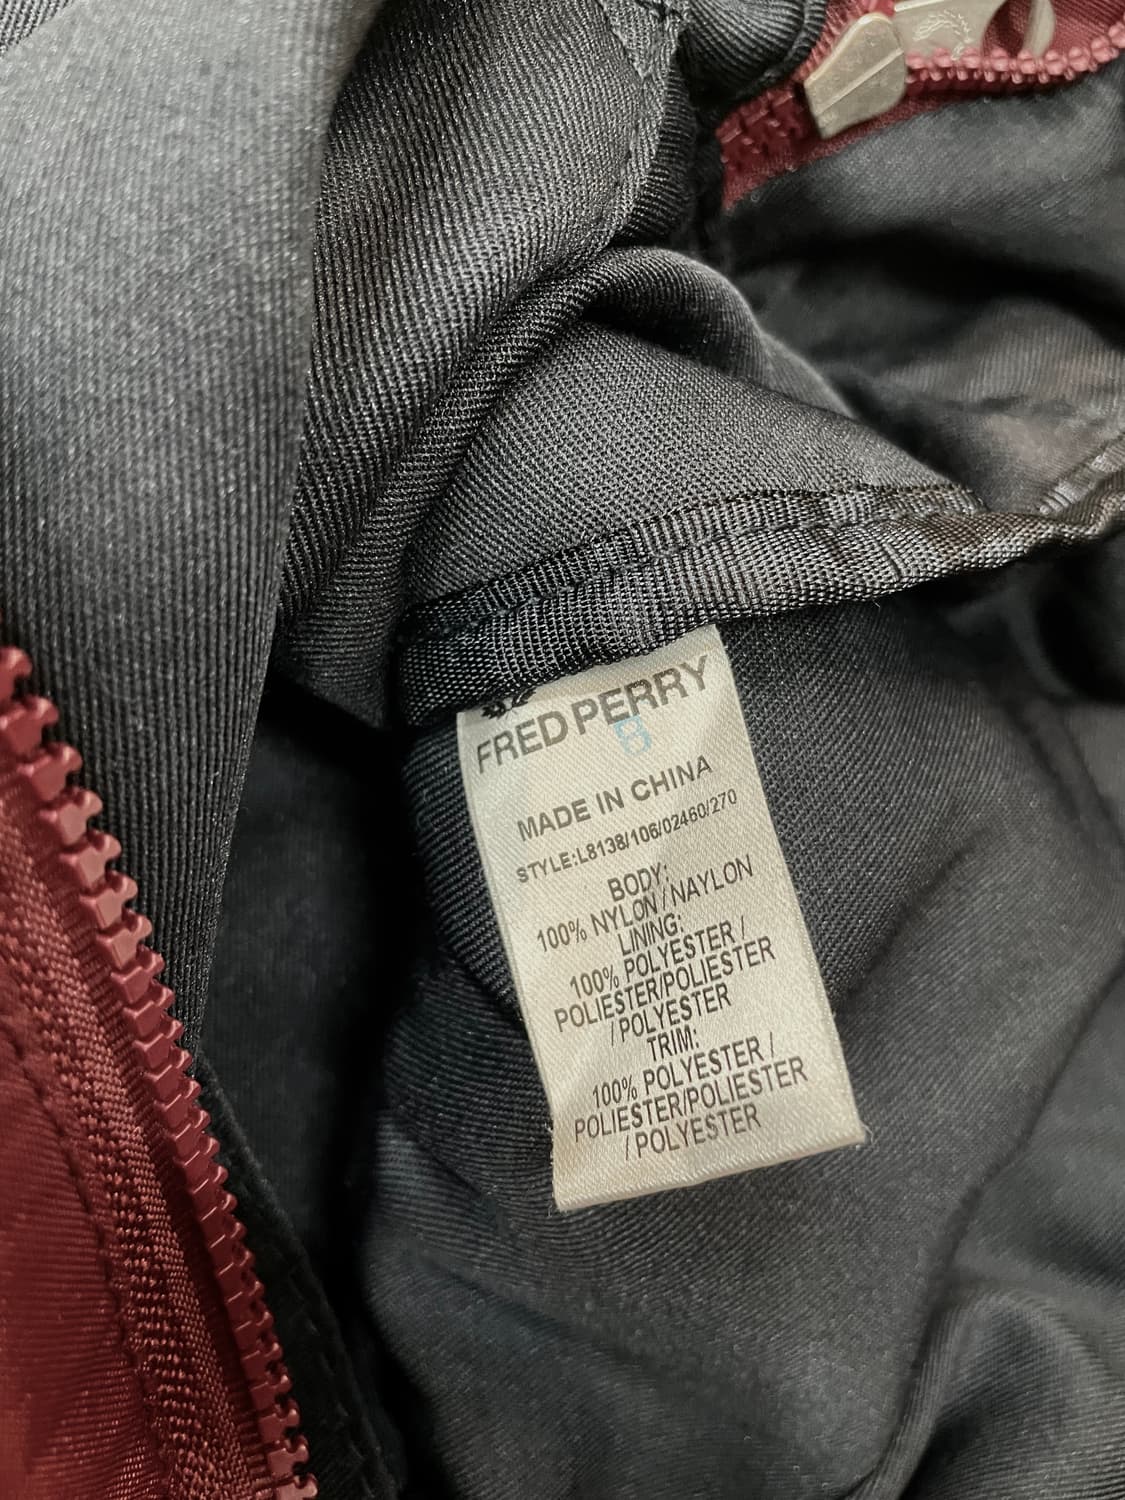 FRED PERRY
8
MADE IN CHINA
STYLE:L8138/106/02460/270
BODY:
100% NYLON / NAYLON
LINING:
100% POLYESTER /
POLIESTER/POLIESTER
/ POLYESTER
TRIM:
100% POLYESTER /
POLIESTER/POLIESTER
/ POLYESTER